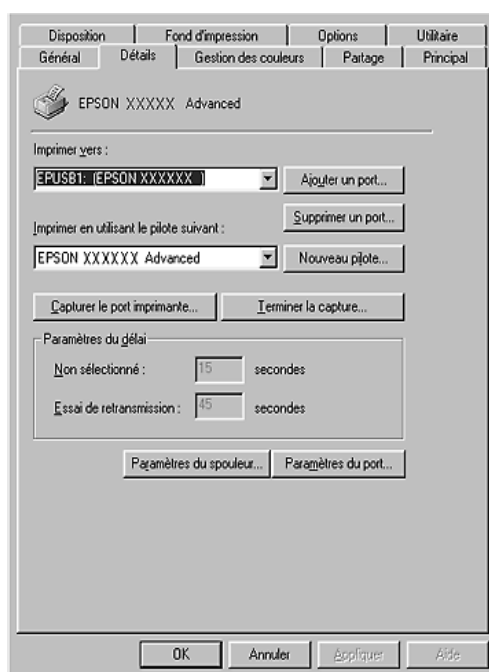 Disposition Fond d'impression Options Utilitaire
Général Détails Gestion des couleurs Partage Principal
EPSON XXXXX Advanced
Imprimer vers :
EPUSB1: (EPSON XXXXXX )
Ajouter un port...
Supprimer un port...
Imprimer en utilisant le pilote suivant :
EPSON XXXXXX Advanced
Nouveau pilote...
Capturer le port imprimante... Terminer la capture...
Paramètres du délai
Non sélectionné : 15 secondes
Essai de retransmission : 45 secondes
Paramètres du spouleur... Paramètres du port...
OK Annuler Appliquer Aide